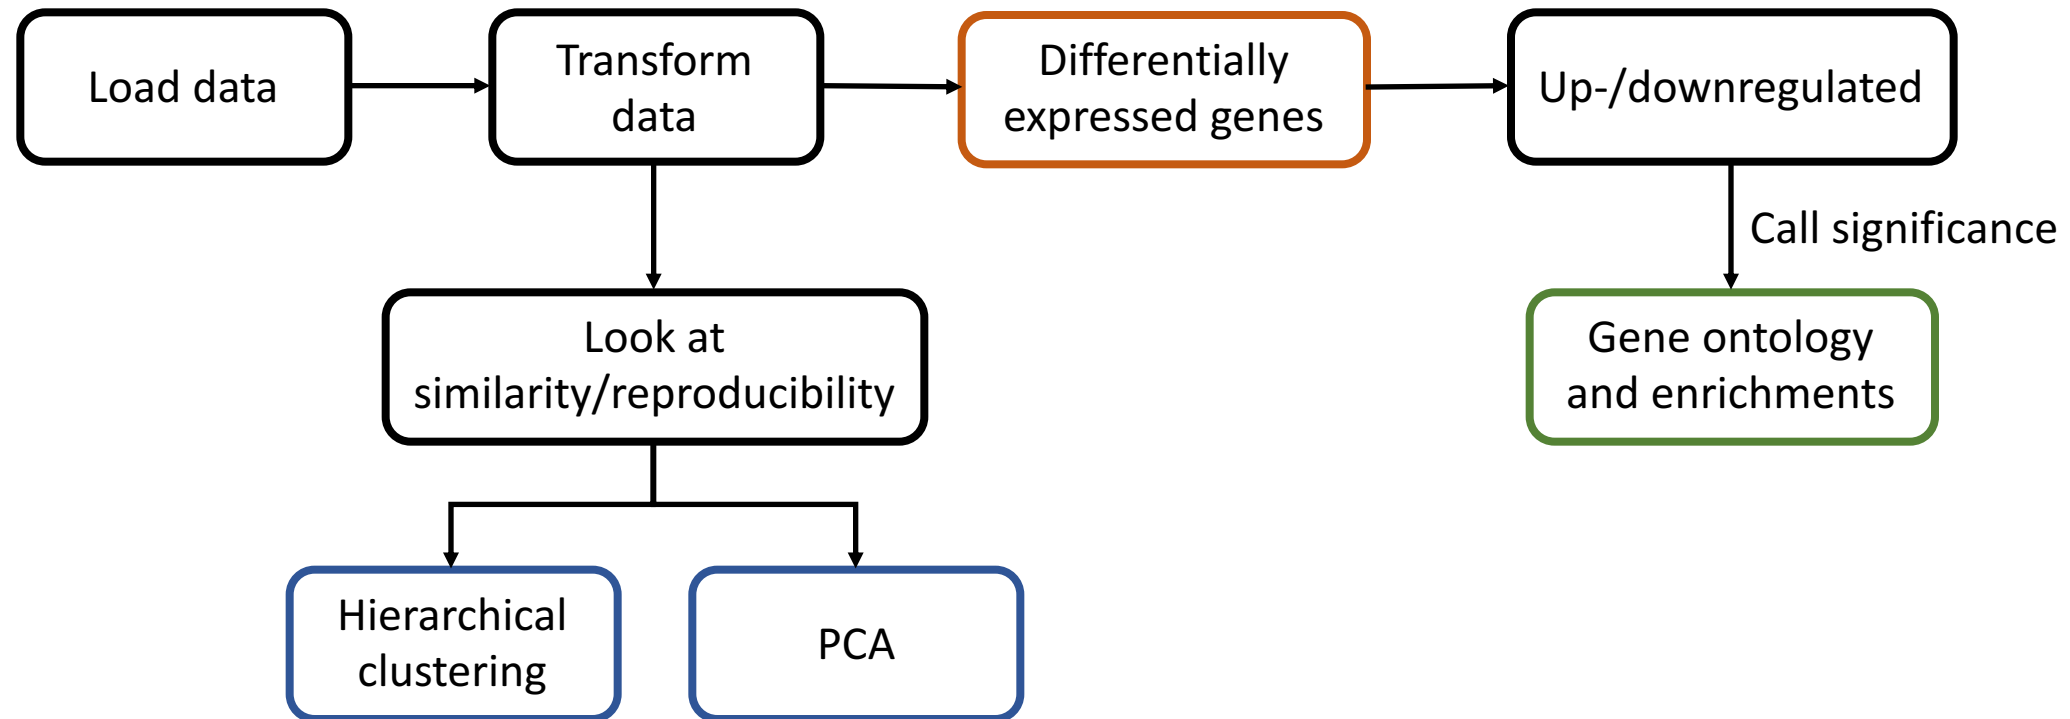 Load data
Transform
data
Differentially
expressed genes
Up-/downregulated
Call significance
Look at
similarity/reproducibility
Gene ontology
and enrichments
Hierarchical
clustering
PCA